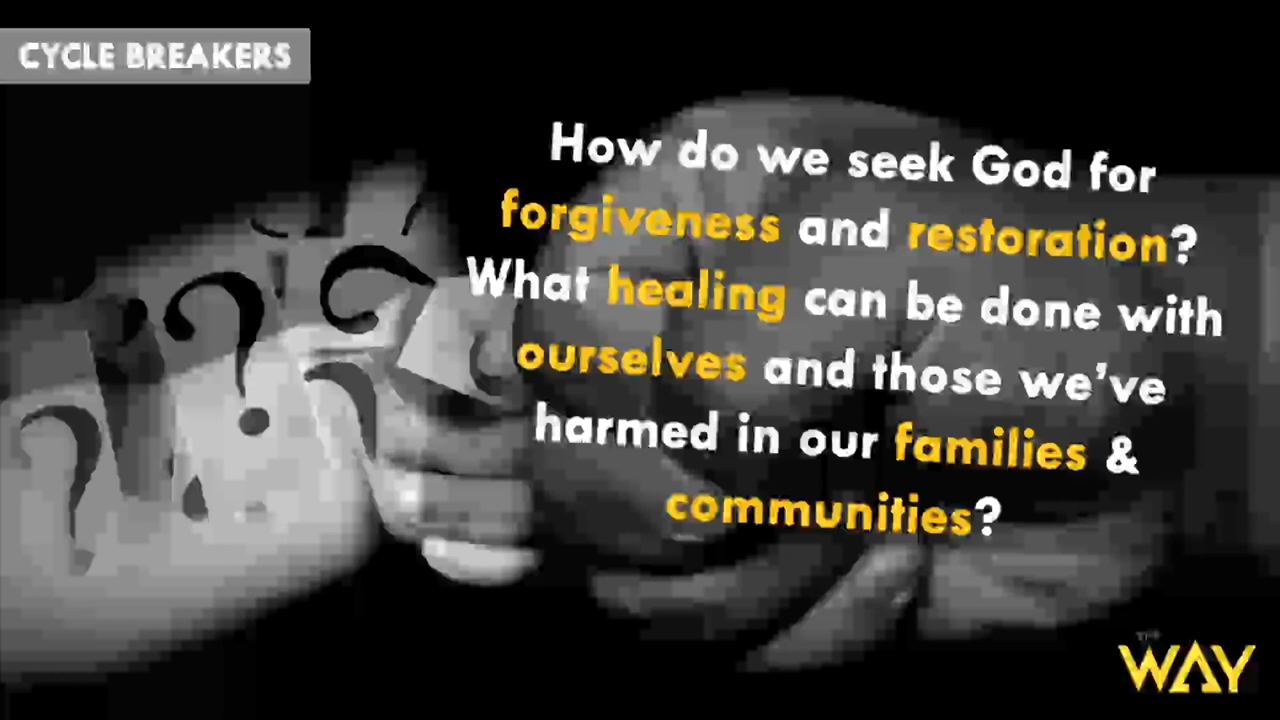 CYCLE BREAKERS
How do we seek God for
forgiveness and restoration?
What healing can be done with
ourselves and those we've
harmed in our families &
communities?
THE
WAY